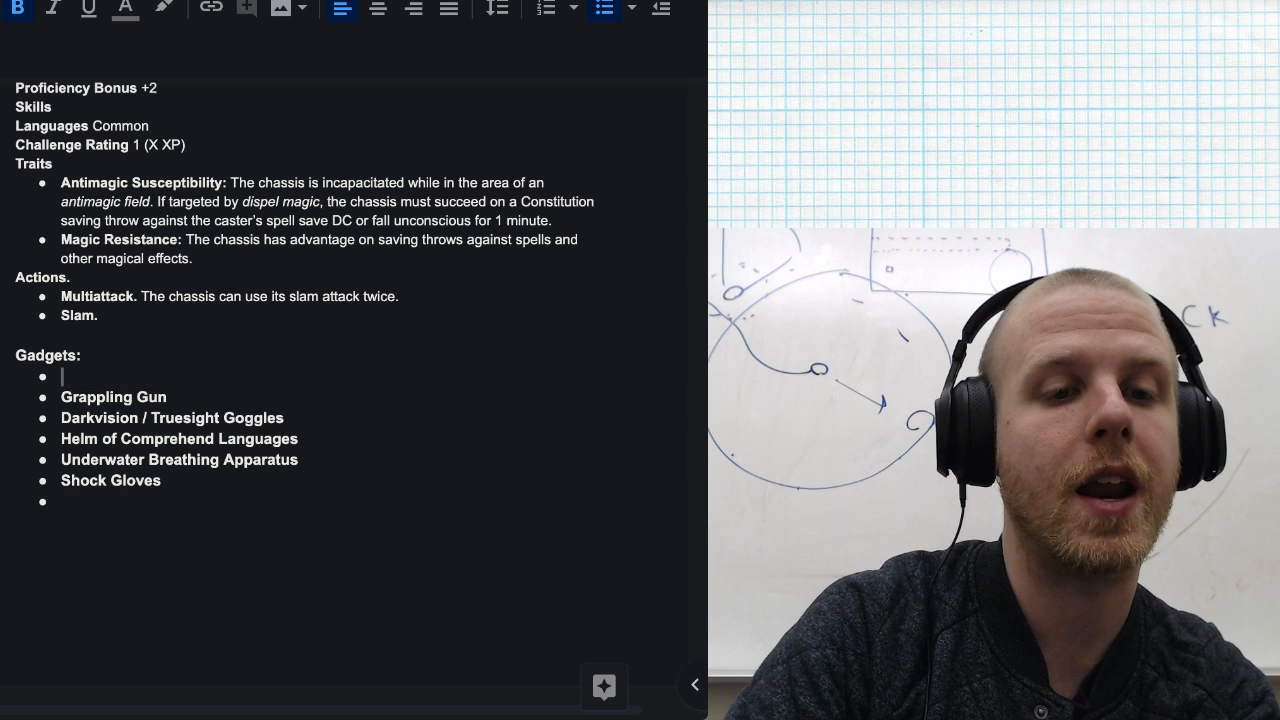 Proficiency Bonus +2
Skills
Languages Common
Challenge Rating 1 (X XP)
Traits
● Antimagic Susceptibility: The chassis is incapacitated while in the area of an
antimagic field. If targeted by dispel magic, the chassis must succeed on a Constitution
saving throw against the caster's spell save DC or fall unconscious for 1 minute.
● Magic Resistance: The chassis has advantage on saving throws against spells and
other magical effects.
Actions.
● Multiattack. The chassis can use its slam attack twice.
● Slam.
Gadgets:
●
● Grappling Gun
● Darkvision / Truesight Goggles
● Helm of Comprehend Languages
● Underwater Breathing Apparatus
● Shock Gloves
●